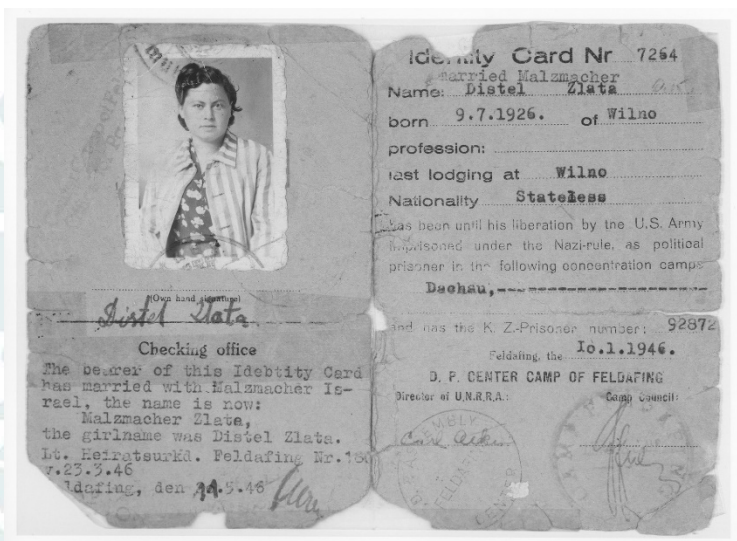 (Own hand signature)
Distel Zlata
Checking office
The bearer of this Idebtity Card
has married with Malzmacher Is-
rael, the name is now:
Malzmacher Zlata,
the girlname was Distel Zlata.
Lt. Heiratsurkd. Feldafing Nr.
v.23.3.46
ldafing, den .5.46
Identity Card Nr 7264
married Malzmacher
Name: Distel Zlata
born 9.7.1926. of Wilno
profession:
last lodging at Wilno
Nationality Stateless
has been until his liberation by the U.S. Army
imprisoned under the Nazi-rule, as political
prisoner in the following concentration camps
Dachau,-----------------------
and has the K. Z.-Prisoner number: 92872
Feldafing, the 10.1.1946.
D. P. CENTER CAMP OF FELDAFING
Director of U.N.R.R.A.: Camp Council:
ASSEMBLY
FELDAFING
CENTER
CAMP